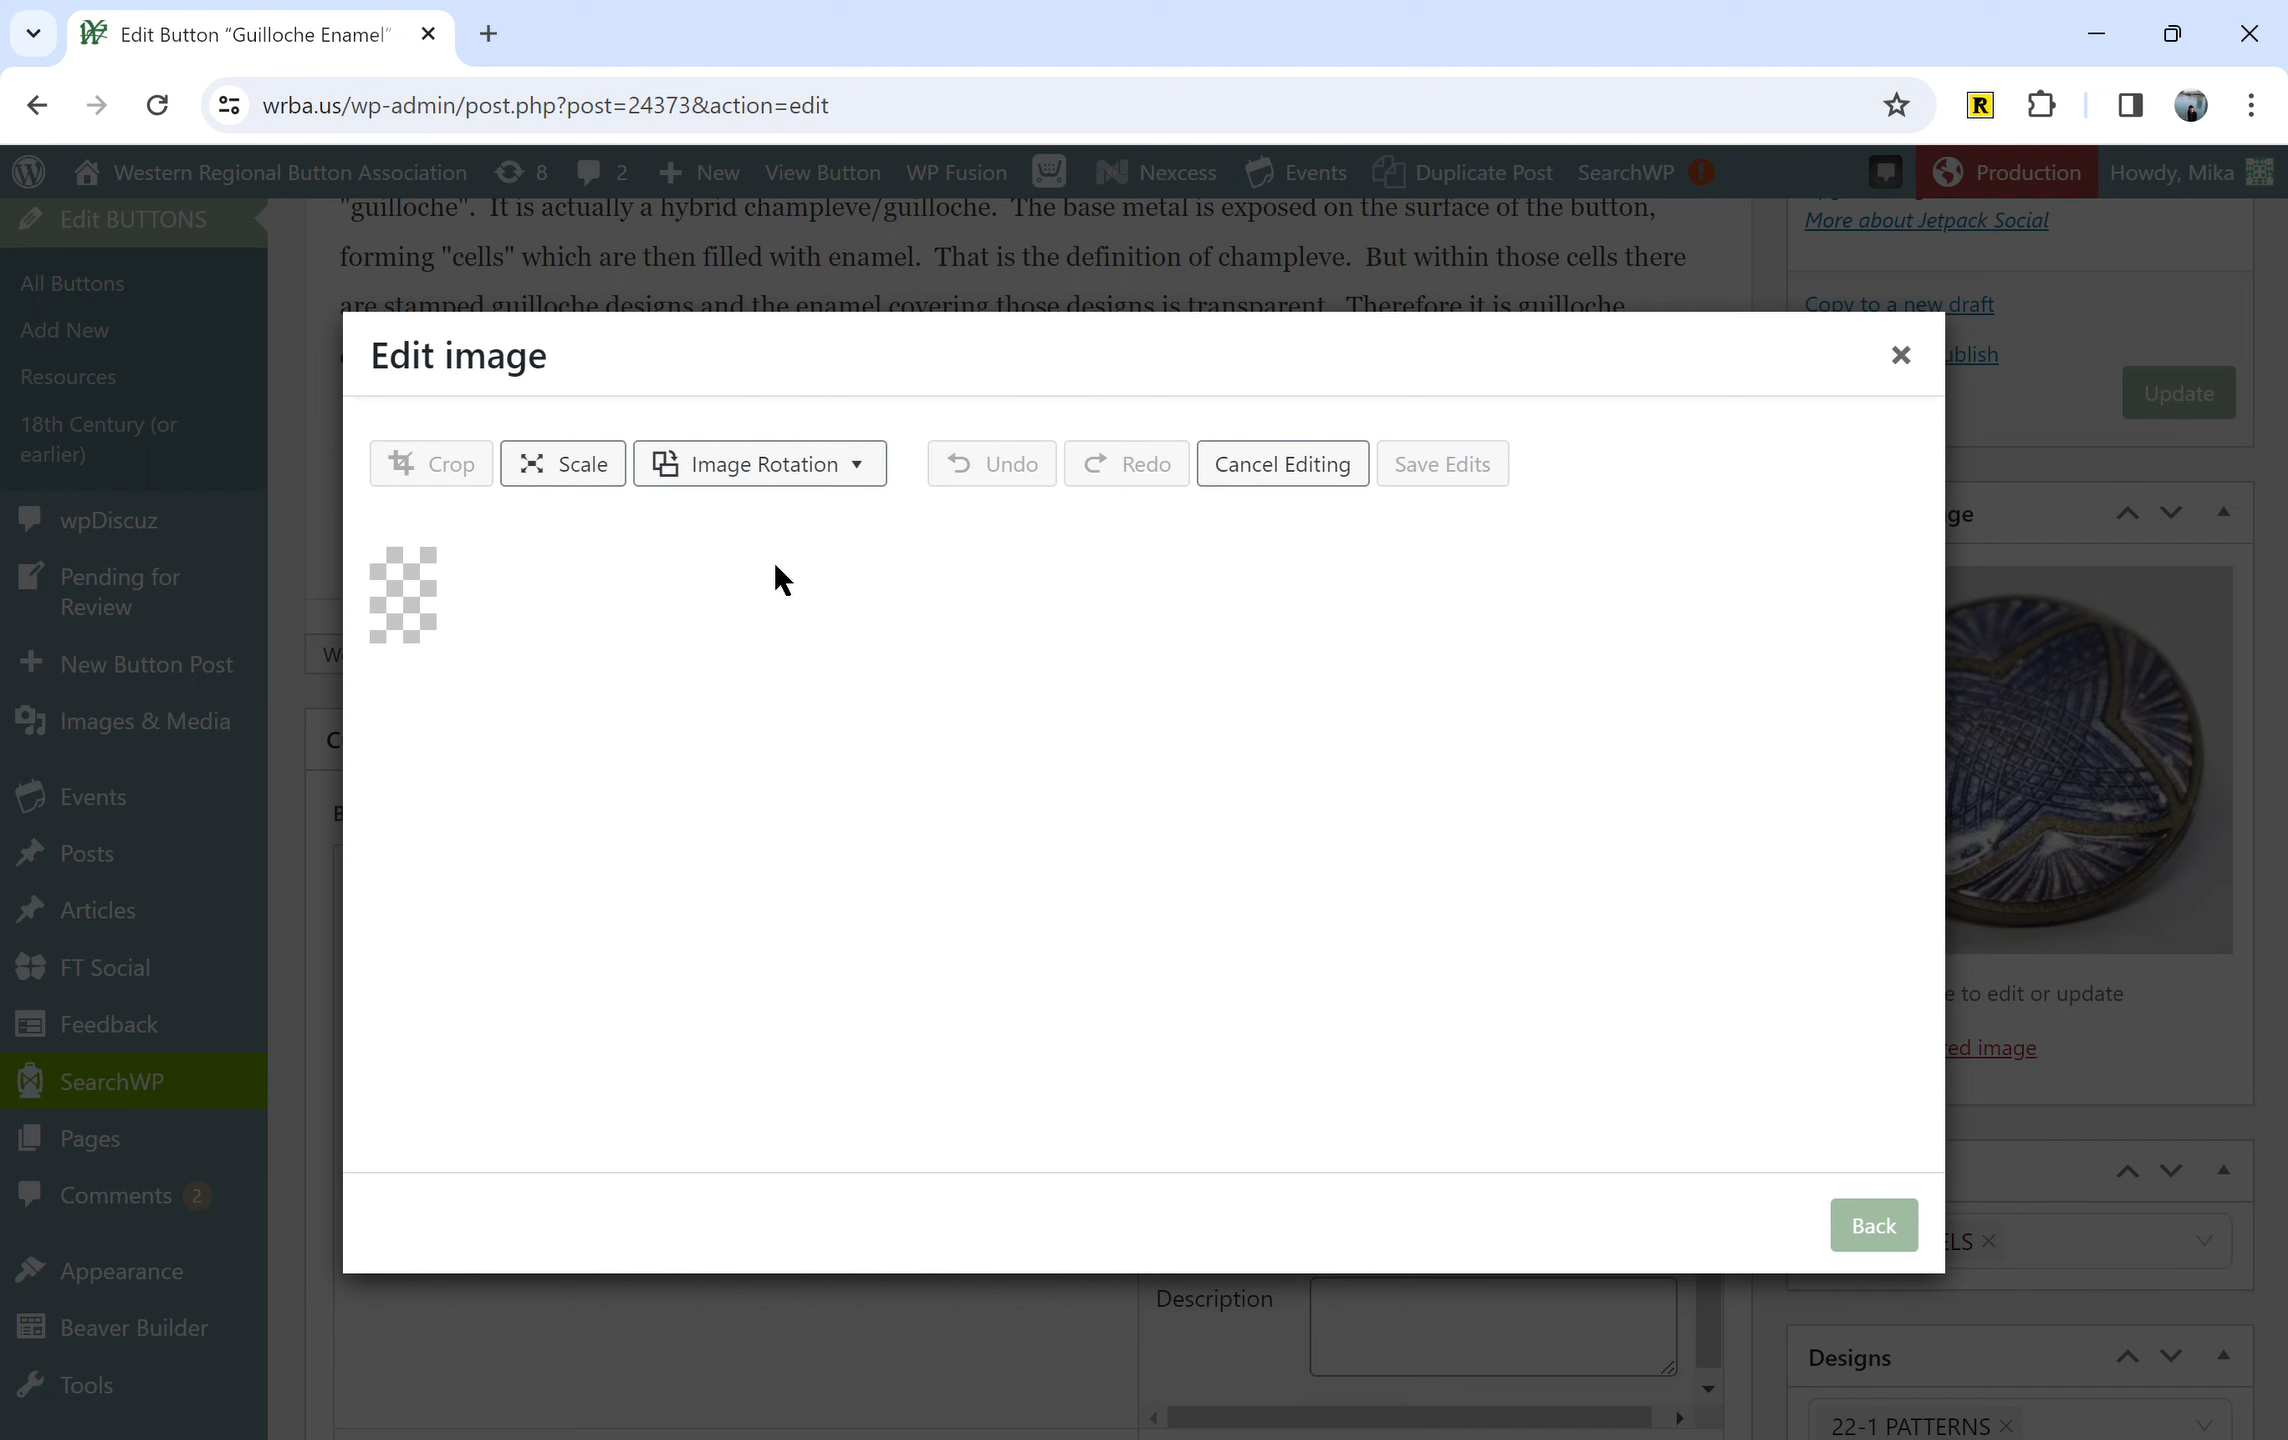 Edit Button “Guilloche Enamel”
wrba.us/wp-admin/post.php?post=24373&action=edit
R
Western Regional Button Association 8 2 New View Button WP Fusion Nexcess Events Duplicate Post SearchWP ! Production Howdy, Mika
Edit BUTTONS
All Buttons
Add New
Resources
18th Century (or
earlier)
wpDiscuz
Pending for
Review
New Button Post
Images & Media
Events
Posts
Articles
FT Social
Feedback
SearchWP
Pages
Comments 2
Appearance
Beaver Builder
Tools
"guilloche". It is actually a hybrid champleve/guilloche. The base metal is exposed on the surface of the button,
forming "cells" which are then filled with enamel. That is the definition of champleve. But within those cells there
are stamped guilloche designs and the enamel covering those designs is transparent. Therefore it is guilloche
Edit image
Crop Scale Image Rotation Undo Redo Cancel Editing Save Edits
Back
Description
More about Jetpack Social
Copy to a new draft
ublish
Update
ge
e to edit or update
red image
ELS
Designs
22-1 PATTERNS